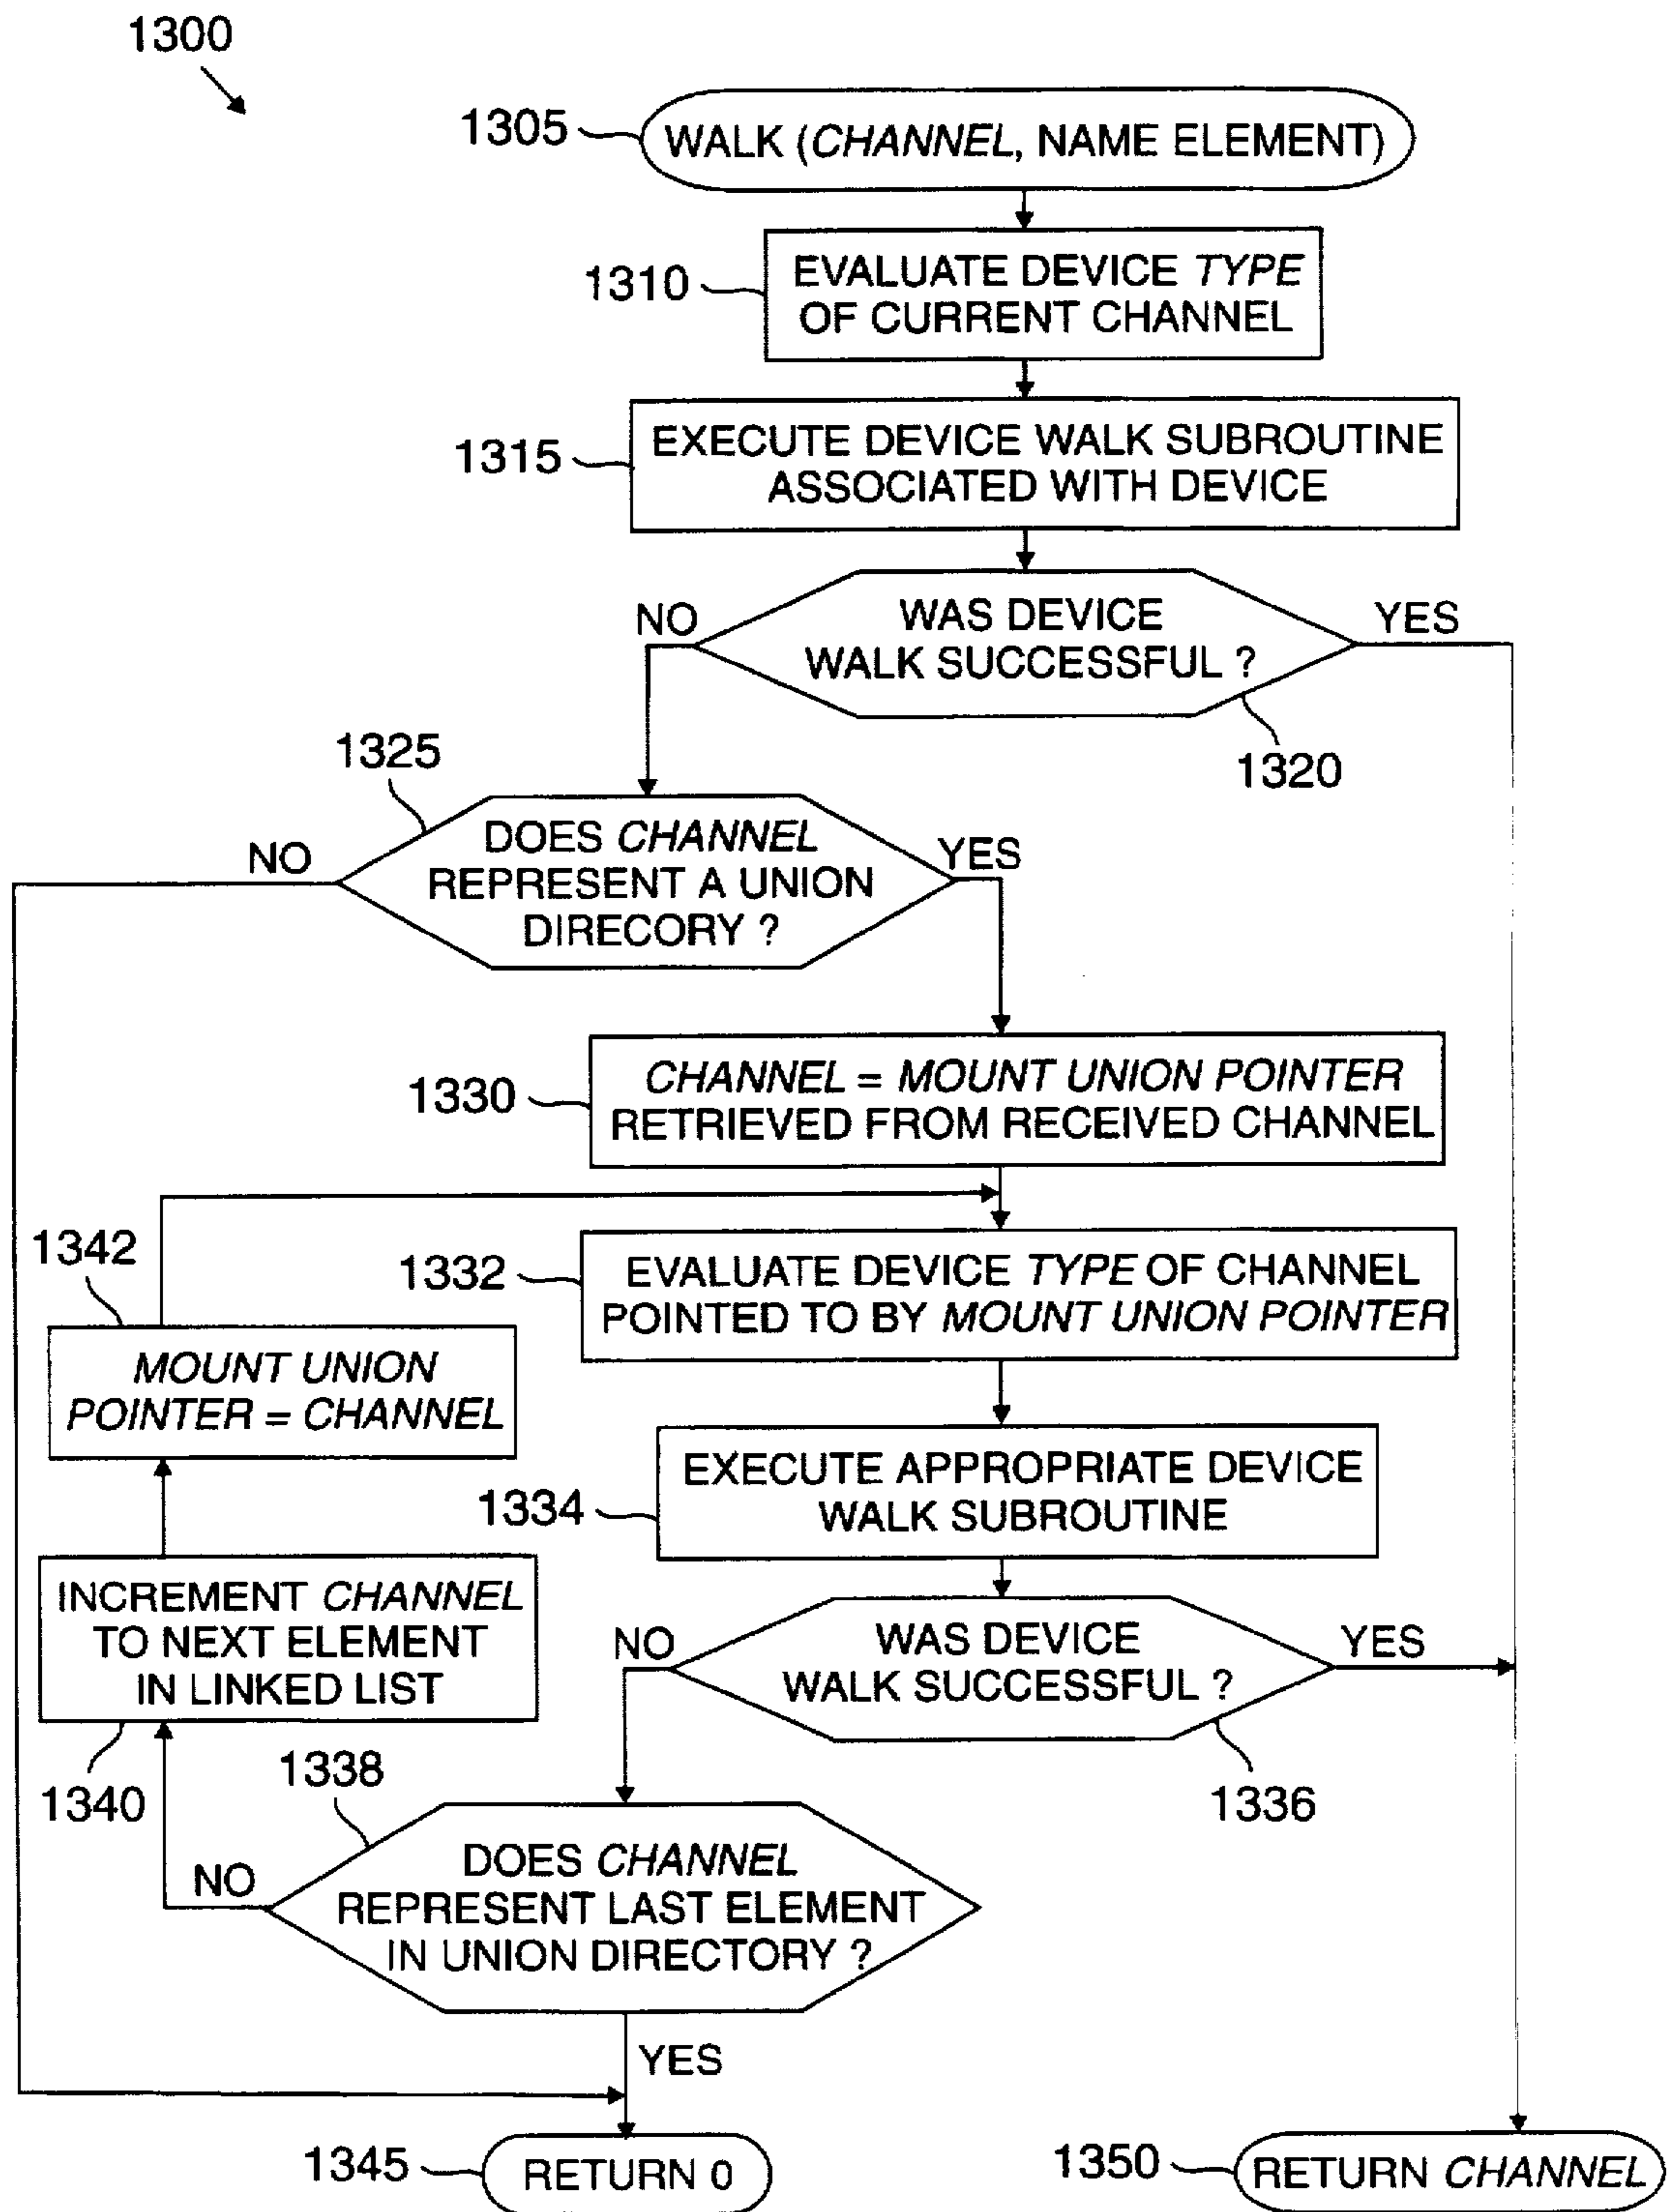 1300
1305
WALK (CHANNEL, NAME ELEMENT)
1310
EVALUATE DEVICE TYPE
OF CURRENT CHANNEL
1315
EXECUTE DEVICE WALK SUBROUTINE
ASSOCIATED WITH DEVICE
NO
WAS DEVICE
WALK SUCCESSFUL ?
YES
1320
1325
NO
DOES CHANNEL
REPRESENT A UNION
DIRECORY ?
YES
1330
CHANNEL = MOUNT UNION POINTER
RETRIEVED FROM RECEIVED CHANNEL
1342
MOUNT UNION
POINTER = CHANNEL
1332
EVALUATE DEVICE TYPE OF CHANNEL
POINTED TO BY MOUNT UNION POINTER
1334
EXECUTE APPROPRIATE DEVICE
WALK SUBROUTINE
INCREMENT CHANNEL
TO NEXT ELEMENT
IN LINKED LIST
1340
NO
WAS DEVICE
WALK SUCCESSFUL ?
YES
1336
1338
NO
DOES CHANNEL
REPRESENT LAST ELEMENT
IN UNION DIRECTORY ?
YES
1345
RETURN 0
1350
RETURN CHANNEL